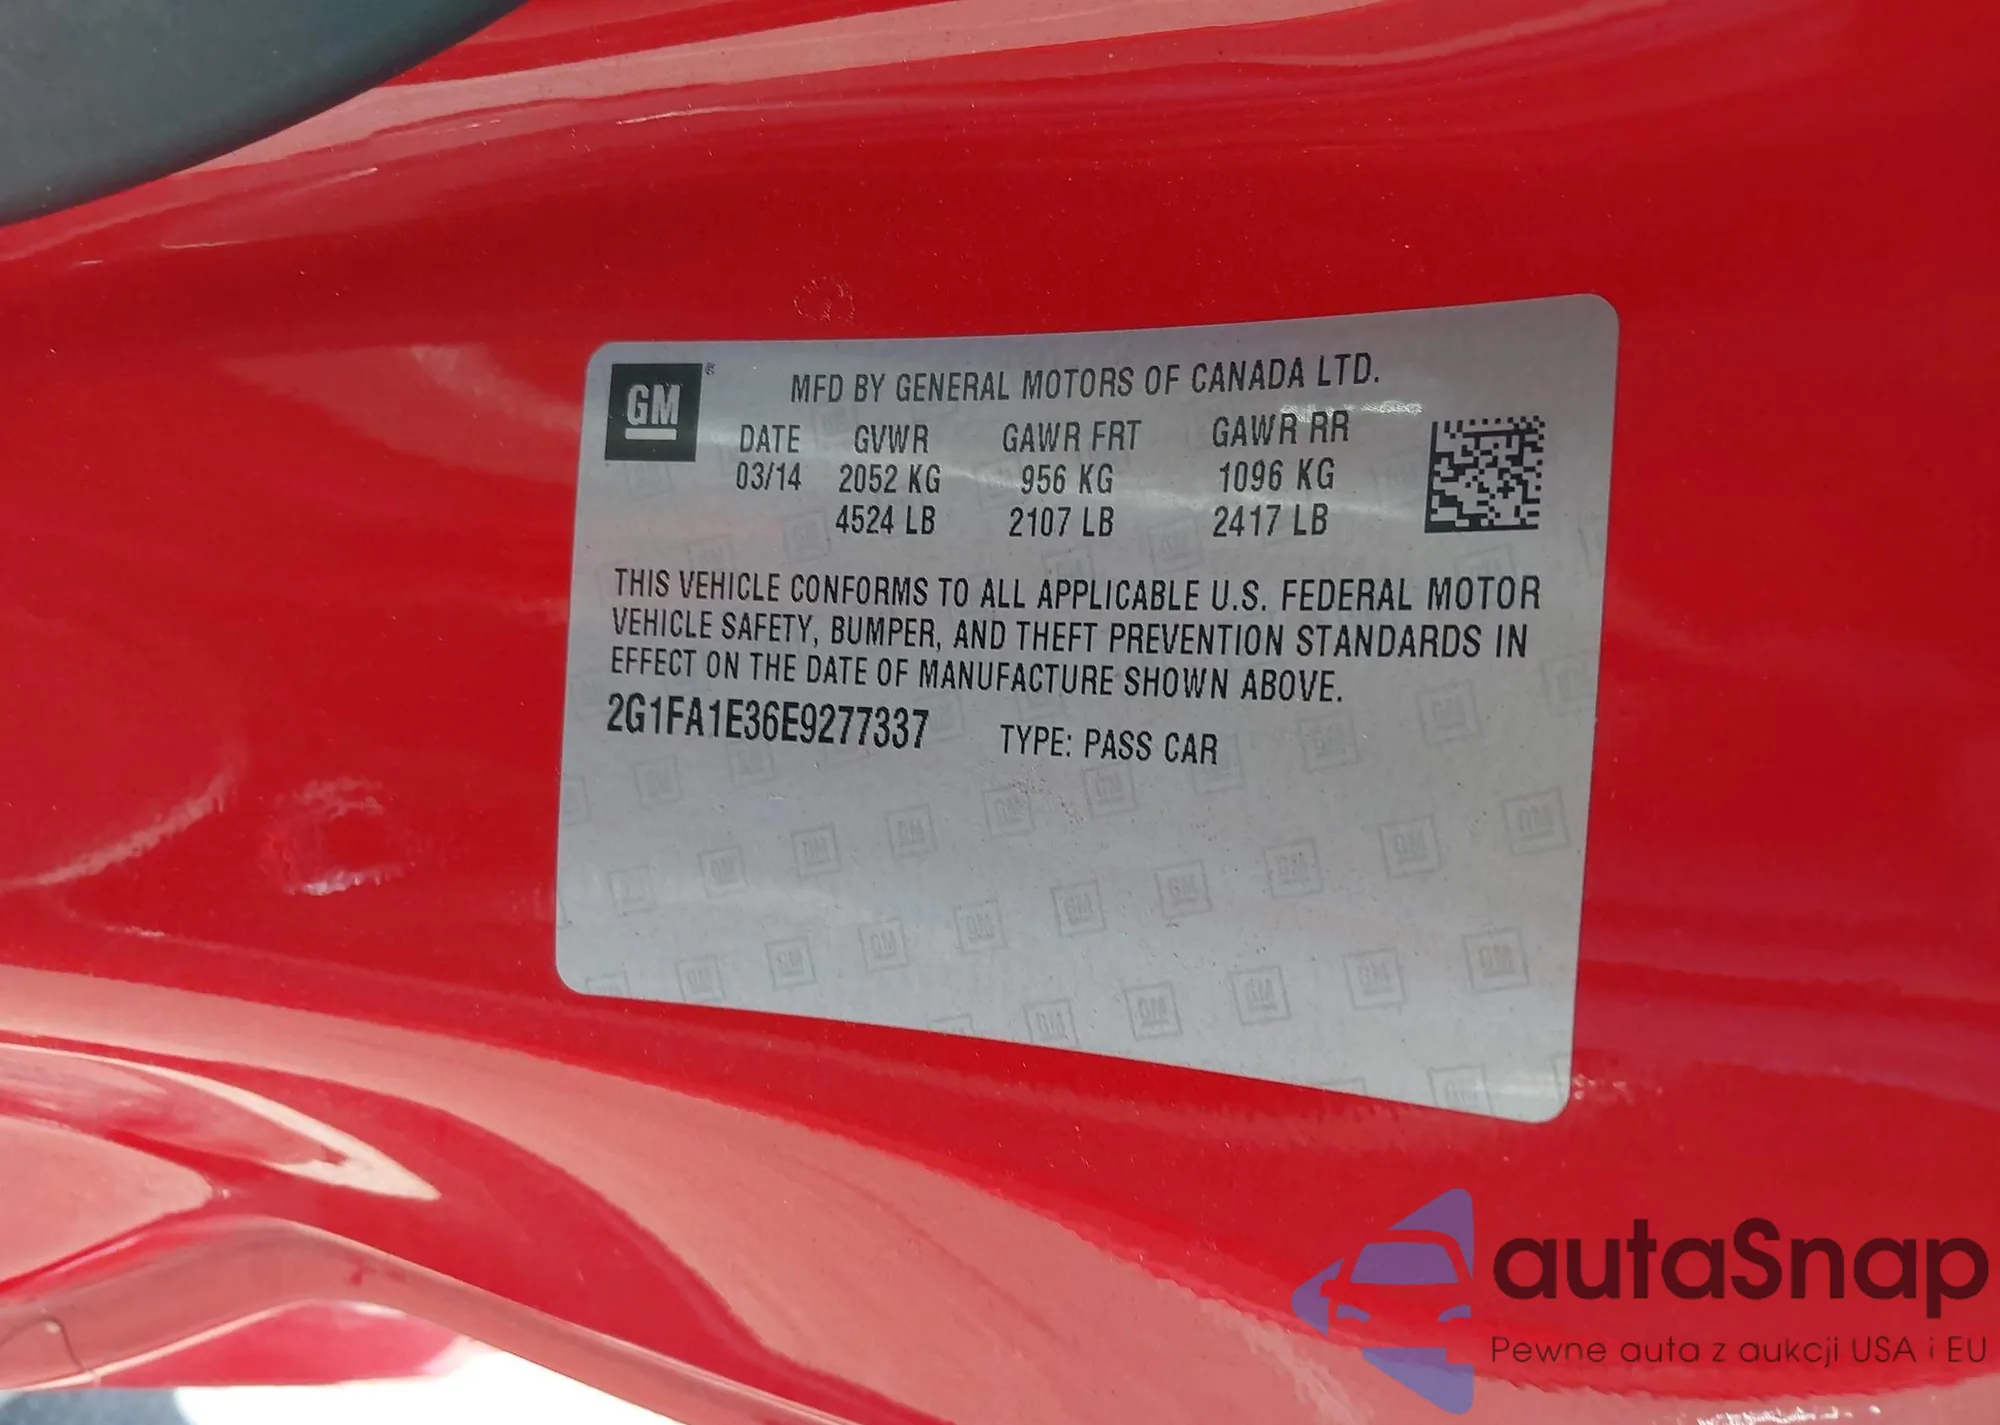 GM
MFD BY GENERAL MOTORS OF CANADA LTD.
DATE GVWR GAWR FRT GAWR RR
03/14 2052 KG 956 KG 1096 KG
4524 LB 2107 LB 2417 LB
THIS VEHICLE CONFORMS TO ALL APPLICABLE U.S. FEDERAL MOTOR
VEHICLE SAFETY, BUMPER, AND THEFT PREVENTION STANDARDS IN
EFFECT ON THE DATE OF MANUFACTURE SHOWN ABOVE.
2G1FA1E36E9277337 TYPE: PASS CAR
autaSnap
Pewne auta z aukcji USA i EU